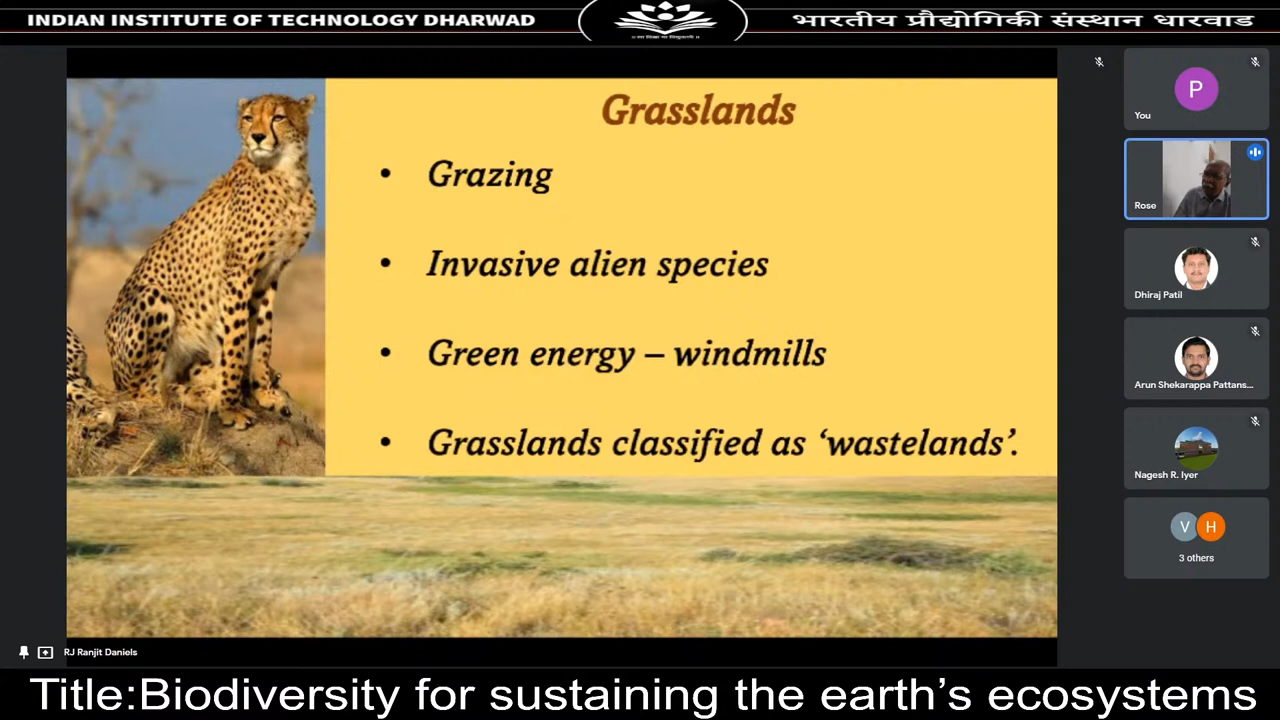 INDIAN INSTITUTE OF TECHNOLOGY DHARWAD
भारतीय प्रौद्योगिकी संस्थान धारवाड
Grasslands
• Grazing
• Invasive alien species
• Green energy – windmills
• Grasslands classified as ‘wastelands’.
P
You
Rose
Dhiraj Patil
Arun Shekarappa Pattans...
Nagesh R. Iyer
V H
3 others
RJ Ranjit Daniels
Title:Biodiversity for sustaining the earth’s ecosystems